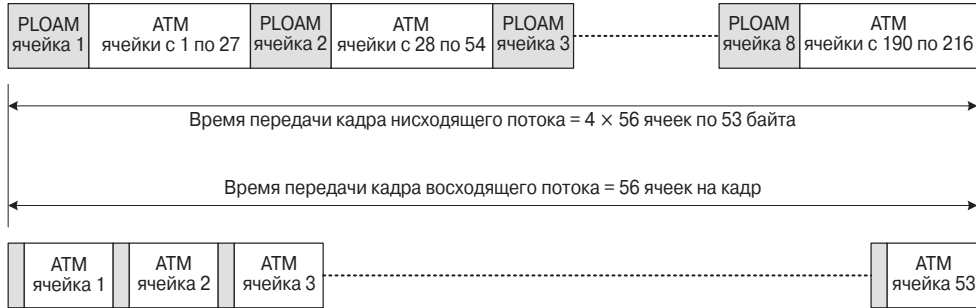 PLOAM
ячейка 1
ATM
ячейки с 1 по 27
PLOAM
ячейка 2
ATM
ячейки с 28 по 54
PLOAM
ячейка 3
PLOAM
ячейка 8
ATM
ячейки с 190 по 216
Время передачи кадра нисходящего потока = 4 × 56 ячеек по 53 байта
Время передачи кадра восходящего потока = 56 ячеек на кадр
ATM
ячейка 1
ATM
ячейка 2
ATM
ячейка 3
ATM
ячейка 53